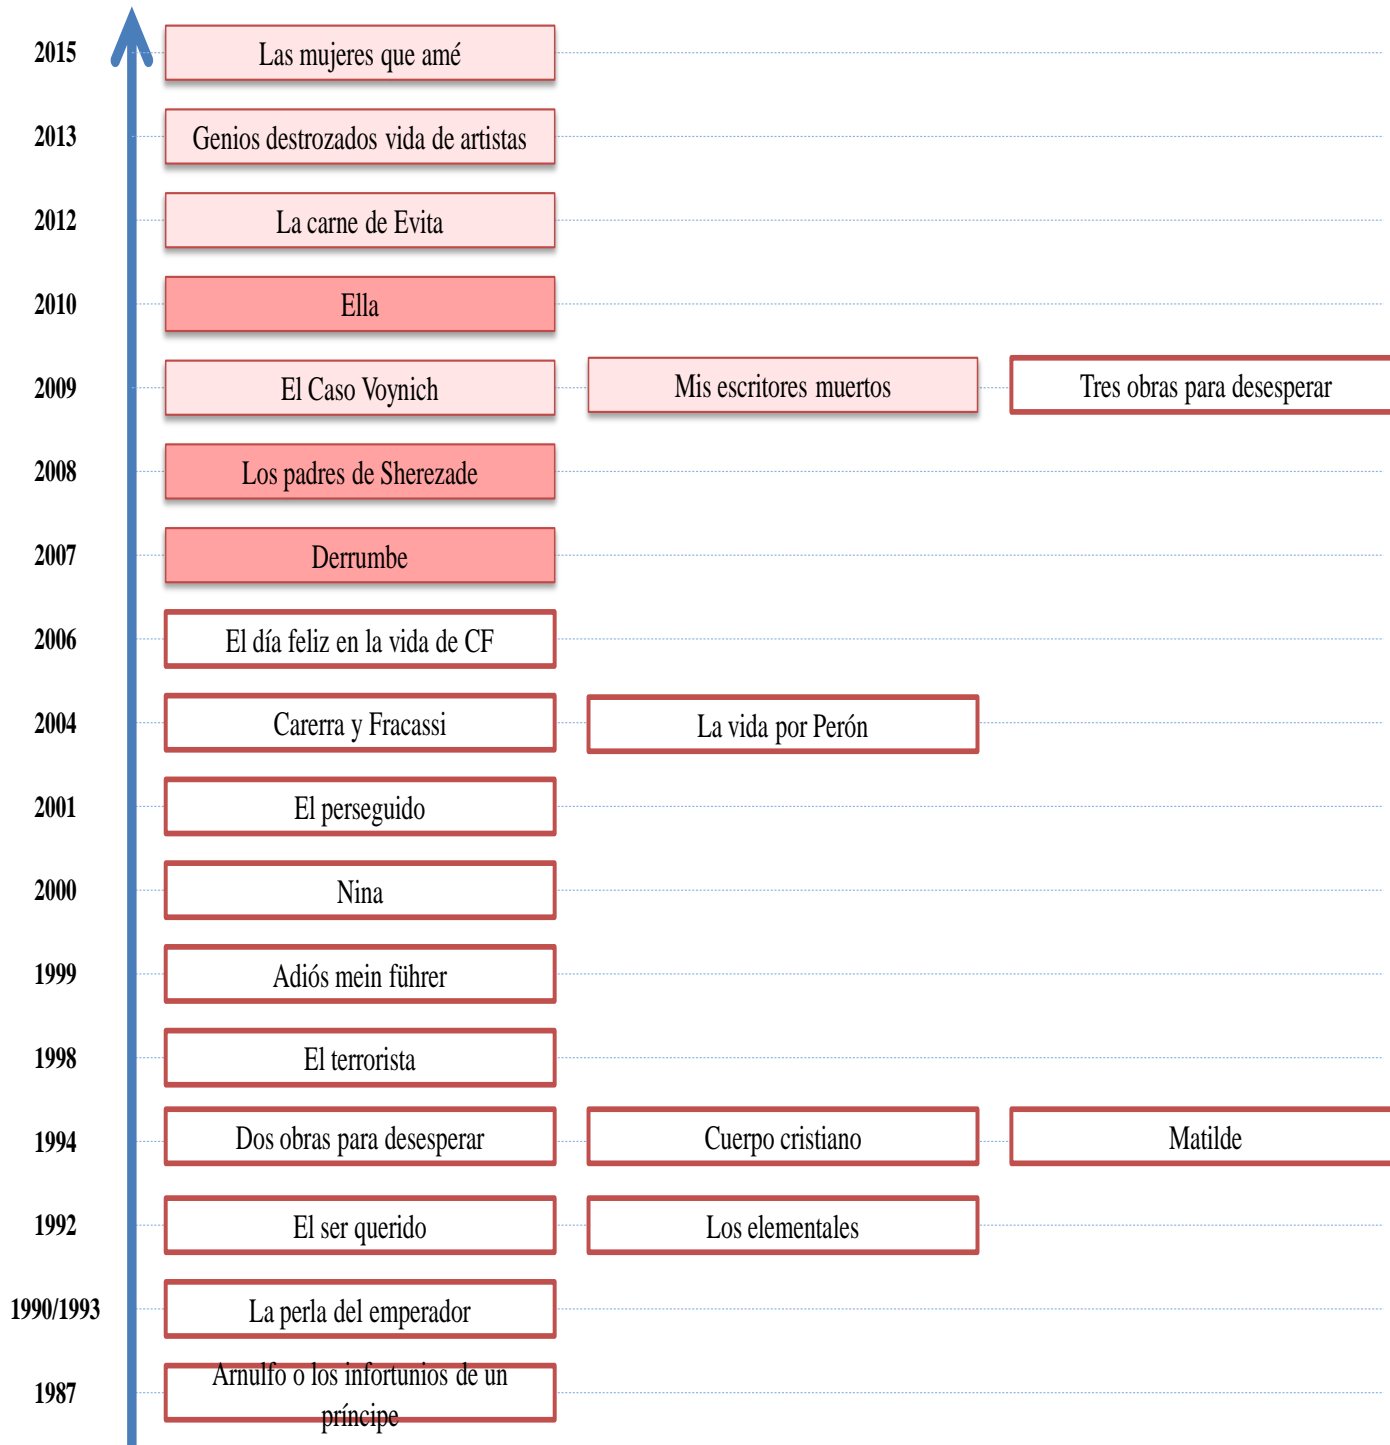 2015
Las mujeres que amé
2013
Genios destrozados vida de artistas
2012
La carne de Evita
2010
Ella
2009
El Caso Voynich
Mis escritores muertos
Tres obras para desesperar
2008
Los padres de Sherezade
2007
Derrumbe
2006
El día feliz en la vida de CF
2004
Carerra y Fracassi
La vida por Perón
2001
El perseguido
2000
Nina
1999
Adiós mein führer
1998
El terrorista
1994
Dos obras para desesperar
Cuerpo cristiano
Matilde
1992
El ser querido
Los elementales
1990/1993
La perla del emperador
1987
Arnulfo o los infortunios de un
príncipe